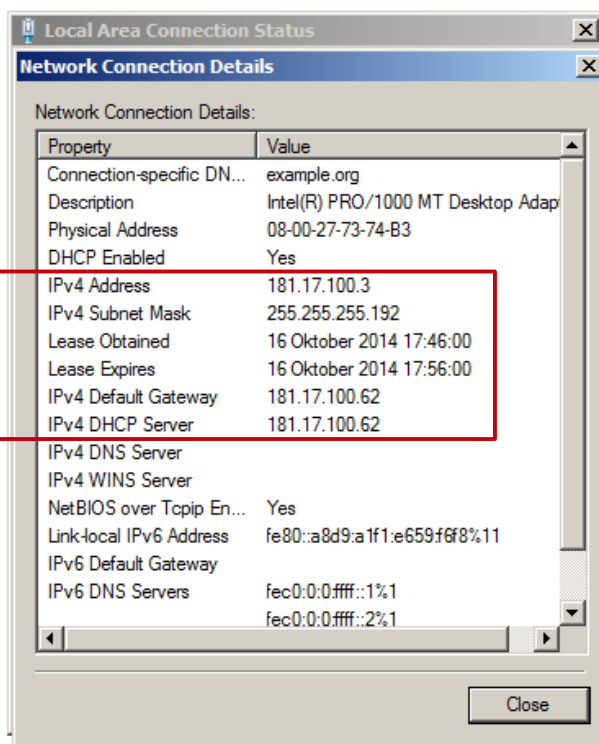 Local Area Connection Status
Network Connection Details
Network Connection Details:
Property Value
Connection-specific DN... example.org
Description Intel(R) PRO/1000 MT Desktop Adap
Physical Address 08-00-27-73-74-B3
DHCP Enabled Yes
IPv4 Address 181.17.100.3
IPv4 Subnet Mask 255.255.255.192
Lease Obtained 16 Oktober 2014 17:46:00
Lease Expires 16 Oktober 2014 17:56:00
IPv4 Default Gateway 181.17.100.62
IPv4 DHCP Server 181.17.100.62
IPv4 DNS Server
IPv4 WINS Server
NetBIOS over Tcpip En... Yes
Link-local IPv6 Address fe80::a8d9:a1f1:e659:f6f8%11
IPv6 Default Gateway
IPv6 DNS Servers fec0:0:0:ffff::1%1
fec0:0:0:ffff::2%1
Close